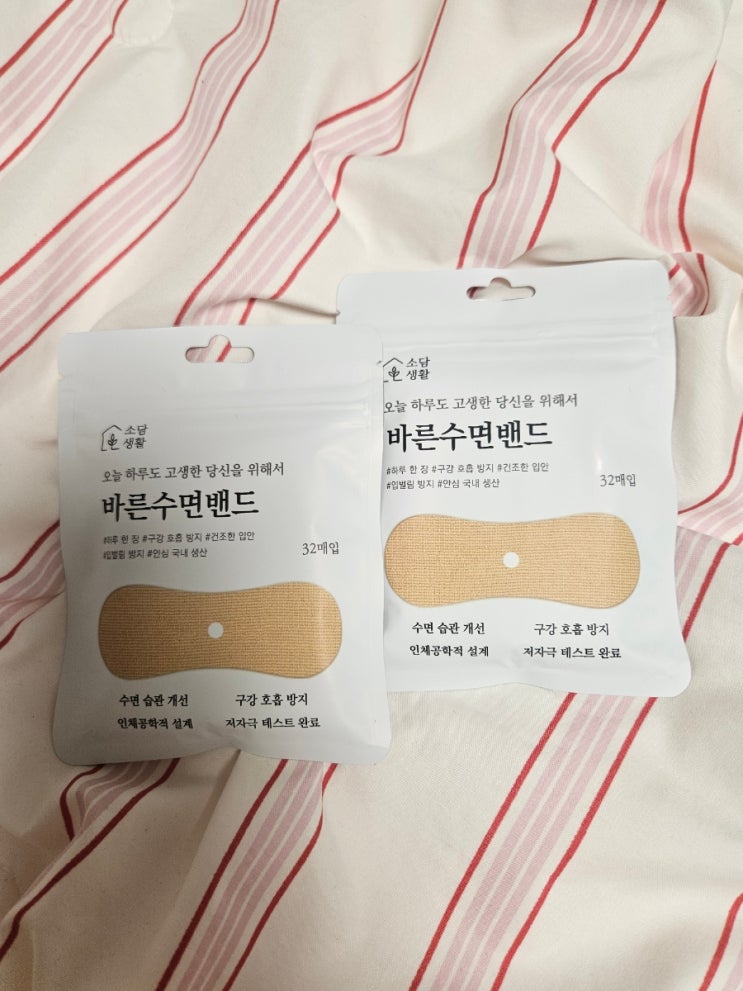 소담
생활
오늘 하루도 고생한 당신을 위해서
바른수면밴드
#하루 한 장 #구강 호흡 방지 #건조한 입안
#입벌림 방지 #안심 국내 생산
32매입
수면 습관 개선
구강 호흡 방지
인체공학적 설계
저자극 테스트 완료
소담
생활
오늘 하루도 고생한 당신을 위해서
바른수면밴드
#하루 한 장 #구강 호흡 방지 #건조한 입안
#입벌림 방지 #안심 국내 생산
32매입
수면 습관 개선
구강 호흡 방지
인체공학적 설계
저자극 테스트 완료